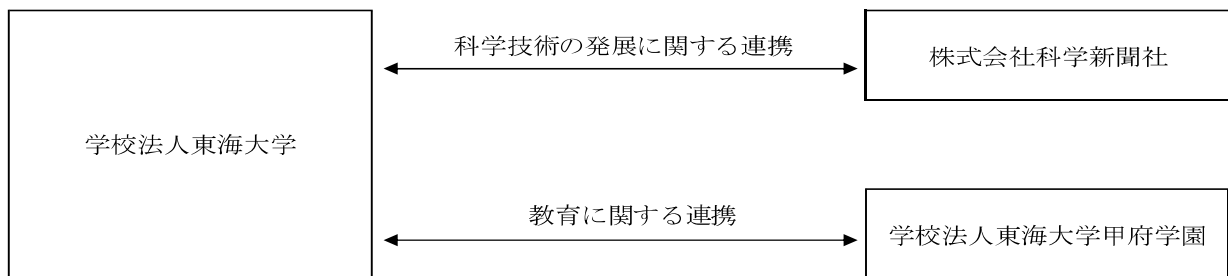 科学技術の発展に関する連携
株式会社科学新聞社
学校法人東海大学
教育に関する連携
学校法人東海大学甲府学園